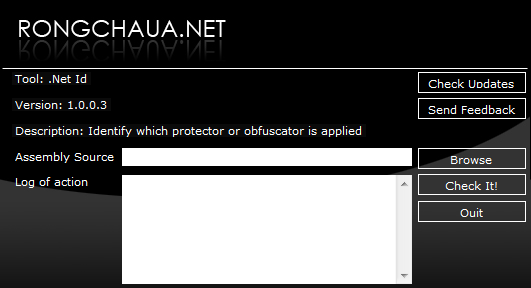 RONGCHAUA.NET
Tool: .Net Id
Check Updates
Version: 1.0.0.3
Send Feedback
Description: Identify which protector or obfuscator is applied
Assembly Source
Browse
Log of action
Check It!
Quit